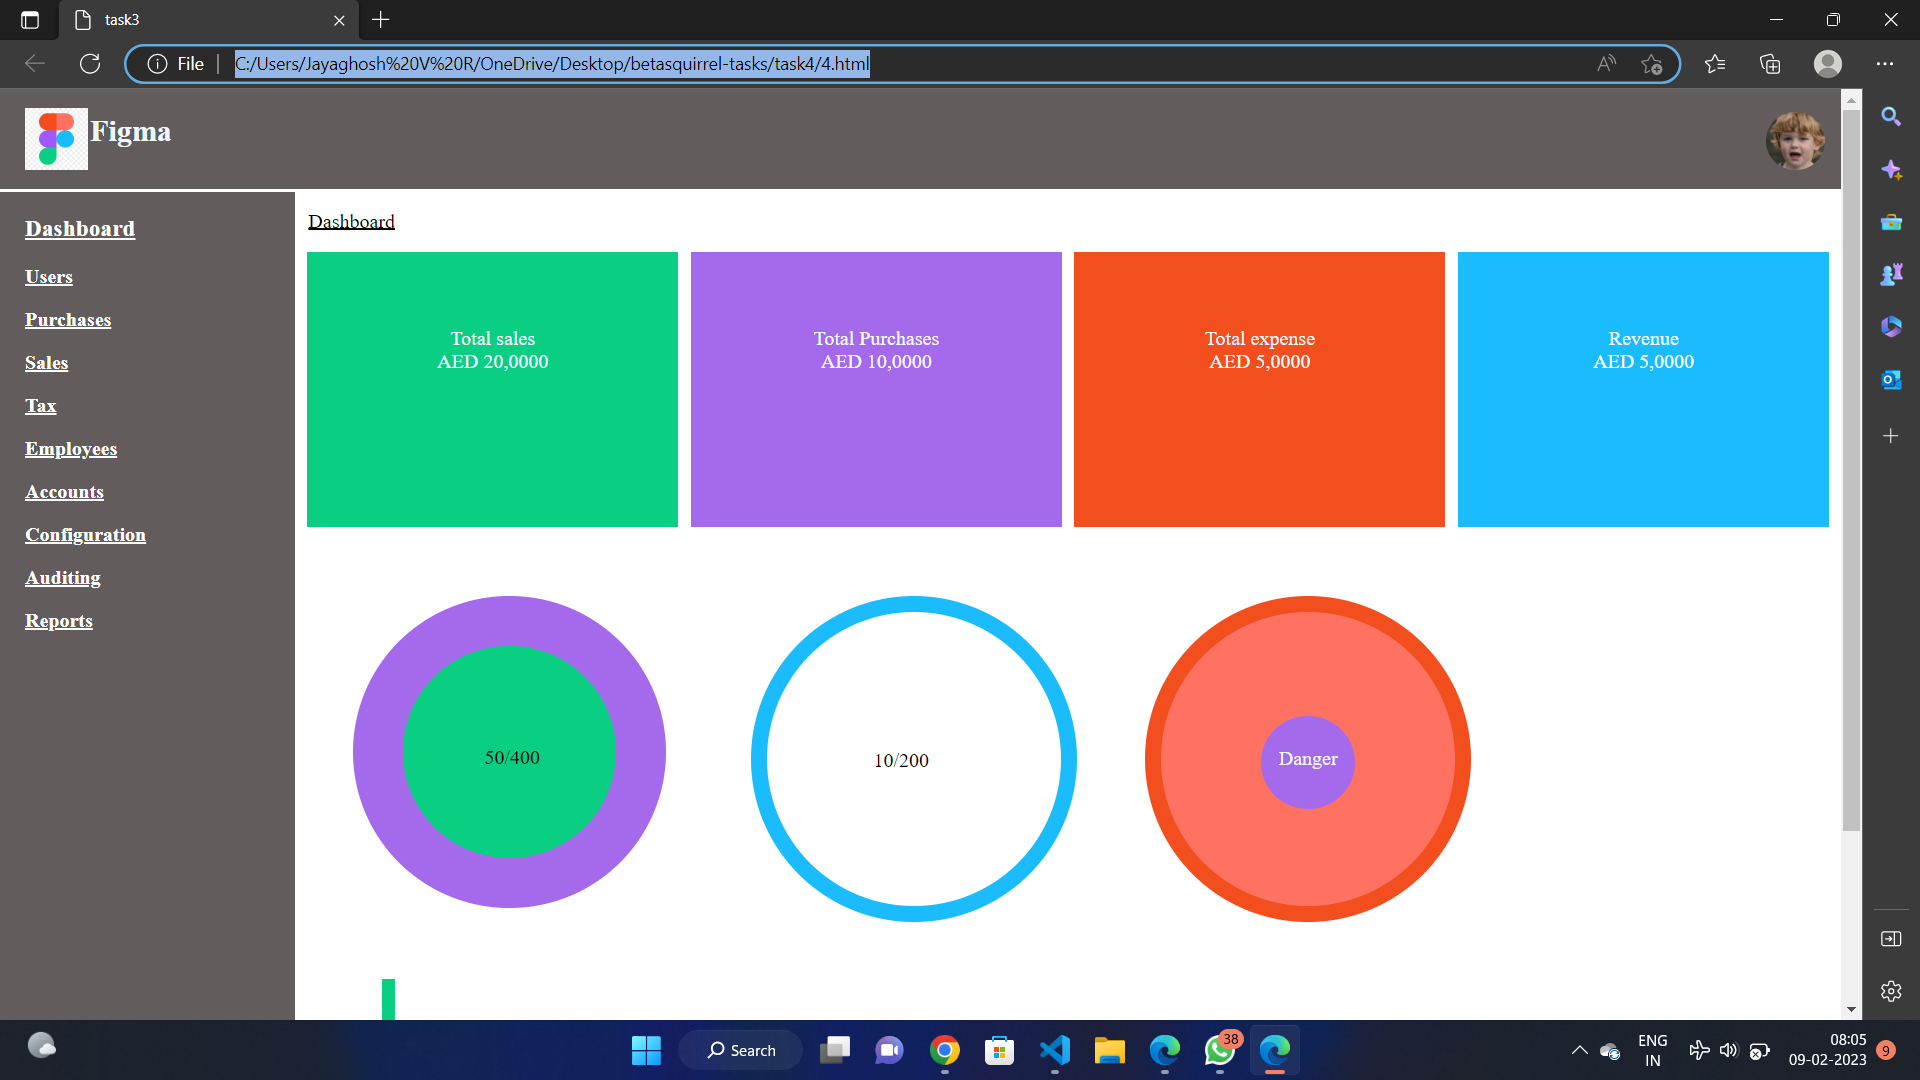 task3
File
C:/Users/Jayaghosh%20V%20R/OneDrive/Desktop/betasquirrel-tasks/task4/4.html
Figma
Dashboard
Users
Purchases
Sales
Tax
Employees
Accounts
Configuration
Auditing
Reports
Dashboard
Total sales
AED 20,0000
Total Purchases
AED 10,0000
Total expense
AED 5,0000
Revenue
AED 5,0000
50/400
10/200
Danger
Search
38
ENG
IN
08:05
09-02-2023
9